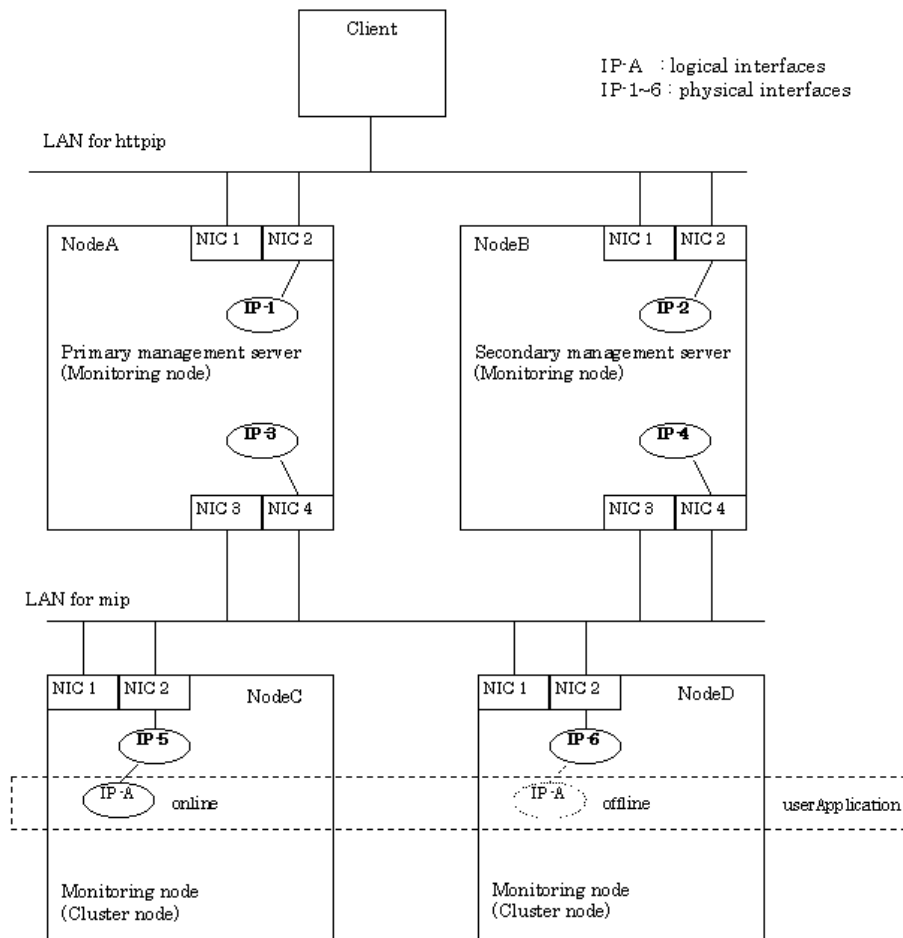 Client
IP-A : logical interfaces
IP-1~6 : physical interfaces
LAN for httpip
NodeA
NIC 1
NIC 2
NodeB
NIC 1
NIC 2
IP-1
IP-2
Primary management server
(Monitoring node)
Secondary management server
(Monitoring node)
IP-3
IP-4
NIC 3
NIC 4
NIC 3
NIC 4
LAN for mip
NIC 1
NIC 2
NodeC
NIC 1
NIC 2
NodeD
IP-5
IP-6
IP-A
online
IP-A
offline
userApplication
Monitoring node
(Cluster node)
Monitoring node
(Cluster node)